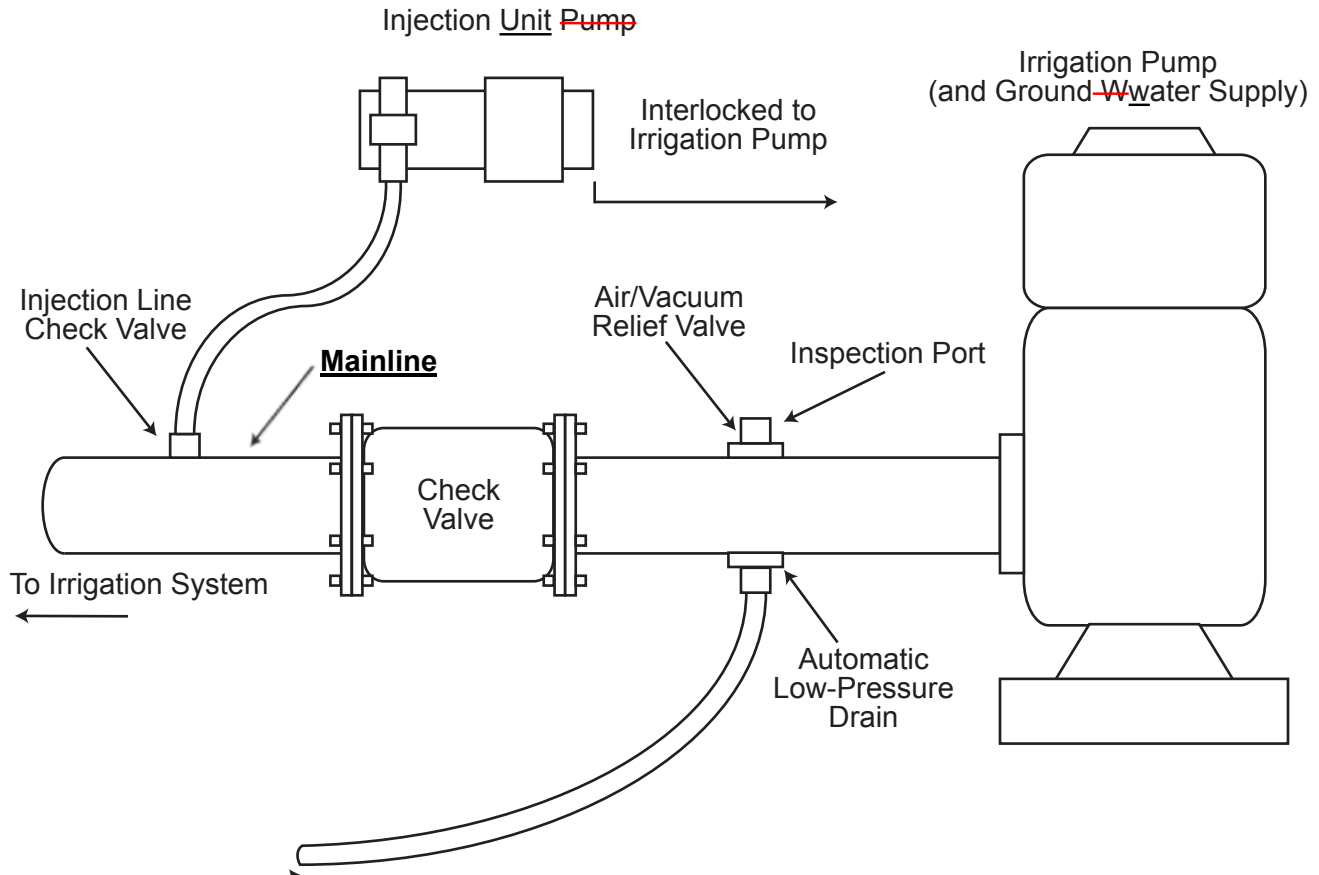 Injection Unit Pump
Irrigation Pump
(and Ground Wwater Supply)
Interlocked to
Irrigation Pump
Injection Line
Check Valve
Mainline
Air/Vacuum
Relief Valve
Inspection Port
Check
Valve
To Irrigation System
Automatic
Low-Pressure
Drain